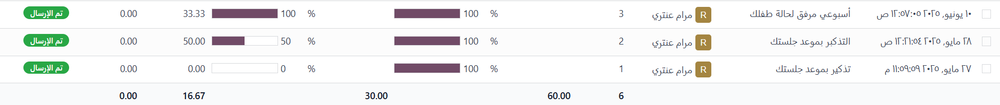 ١٠ يونيو, ٢٠٢٥ ١٢:٥٧:٠٥ ص أسبوعي مرفق لحالة طفلك R مرام عنتري 3 % 100 % 100 33.33 0.00 تم الإرسال
٢٨ مايو, ٢٠٢٥ ١٢:٢١:٥٤ ص التذكير بموعد جلستك R مرام عنتري 2 % 100 % 50 50.00 0.00 تم الإرسال
٢٧ مايو, ٢٠٢٥ ١١:٥٩:٥٩ م تذكير بموعد جلستك R مرام عنتري 1 % 100 % 0 0.00 0.00 تم الإرسال
6 60.00 30.00 16.67 0.00